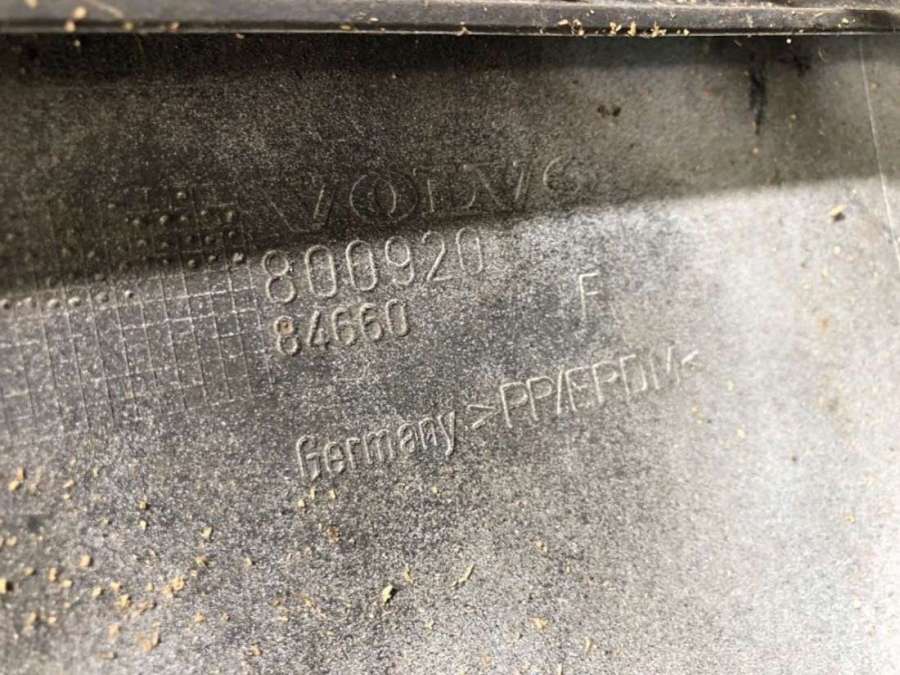 VOLVO
800920
84660 F
Germany >PP/EPDM<